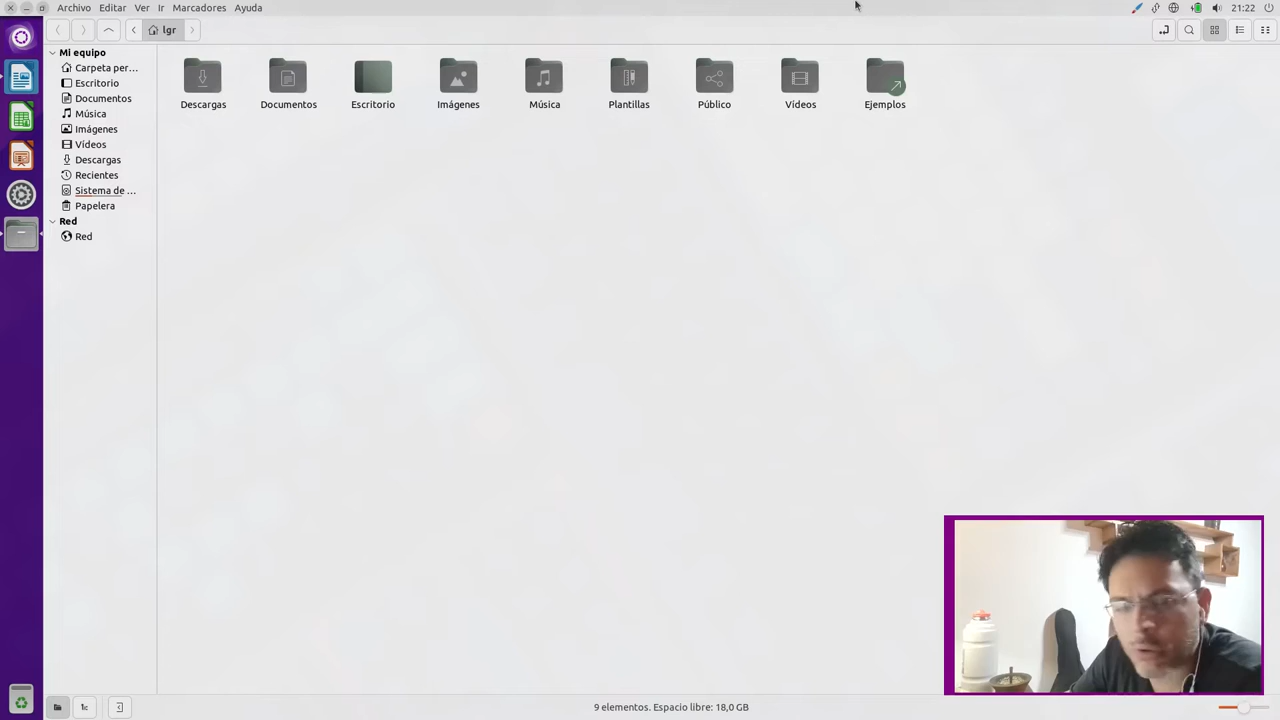 Archivo Editar Ver Ir Marcadores Ayuda 21:22
lgr
Mi equipo
Carpeta per...
Escritorio
Documentos
Música
Imágenes
Vídeos
Descargas
Recientes
Sistema de ...
Papelera
Red
Red
Descargas Documentos Escritorio Imágenes Música Plantillas Público Vídeos Ejemplos
9 elementos. Espacio libre: 18,0 GB